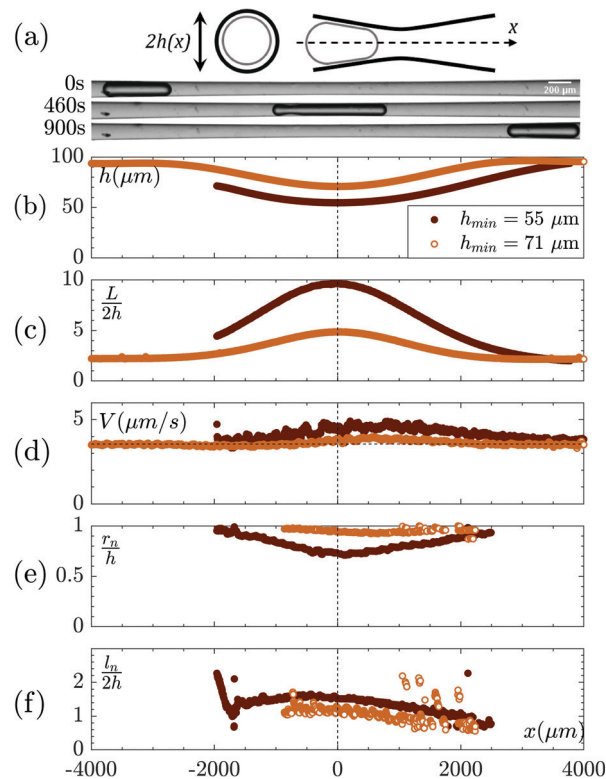 (a)
2h(x)
x
0s
200 μm
460s
900s
(b)
100
50
h(μm)
h_min = 55 μm
h_min = 71 μm
(c)
10
5
0
L/2h
(d)
5
0
V(μm/s)
(e)
1
0.5
0
r_n/h
(f)
2
1
0
l_n/2h
x(μm)
-4000 -2000 0 2000 4000